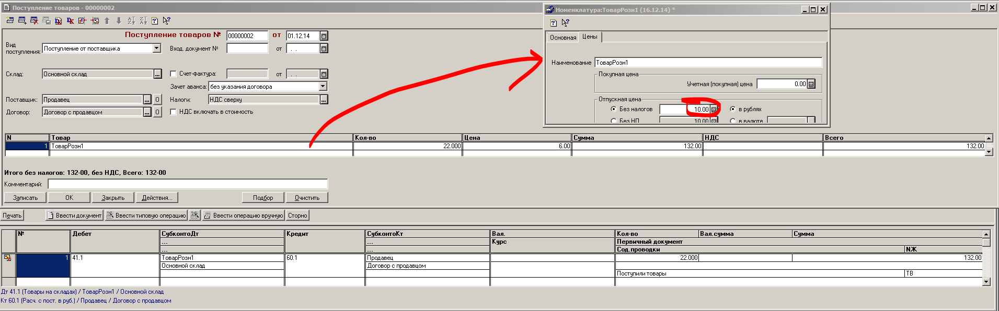 Поступление товаров - 00000002
Поступление товаров № 00000002 от 01.12.14
Вид поступления: Поступление от поставщика
Вход. документ № от . .
Склад: Основной склад ...
Счет-фактура: от . .
Зачет аванса: без указания договора
Поставщик: Продавец ... О
Налоги: НДС сверху ...
Договор: Договор с продавцом ... О
НДС включать в стоимость
Номенклатура:ТоварРозн1 (16.12.14) *
Основная Цены
Наименование ТоварРозн1
Покупная цена
Учетная (покупная) цена 0.00
Отпускная цена
Без налогов 10.00 в рублях
Без НП 10.00 в валюте
N Товар Кол-во Цена Сумма НДС Всего
1 ТоварРозн1 22.000 6.00 132.00 132.00
Итого без налогов: 132-00, без НДС, Всего: 132-00
Комментарий:
Записать OK Закрыть Действия... Подбор Очистить
Печать Ввести документ Ввести типовую операцию Ввести операцию вручную Сторно
№ Дебет СубконтоДт Кредит СубконтоКт Вал. Кол-во Вал.сумма Сумма
... ... Курс Первичный документ
... ... Сод.проводки NЖ
1 41.1 ТоварРозн1 60.1 Продавец 22.000 132.00
Основной склад Договор с продавцом
Поступили товары ТВ
Дт 41.1 (Товары на складах) / ТоварРозн1 / Основной склад
Кт 60.1 (Расч. с пост. в руб.) / Продавец / Договор с продавцом